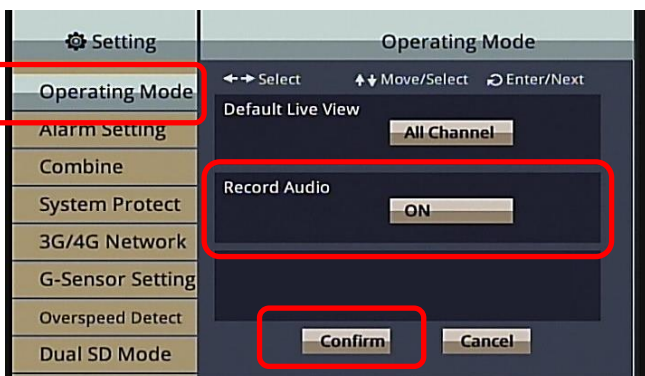 Setting
Operating Mode
Select Move/Select Enter/Next
Operating Mode
Default Live View
All Channel
Alarm Setting
Combine
Record Audio
ON
System Protect
3G/4G Network
G-Sensor Setting
Overspeed Detect
Dual SD Mode
Confirm Cancel